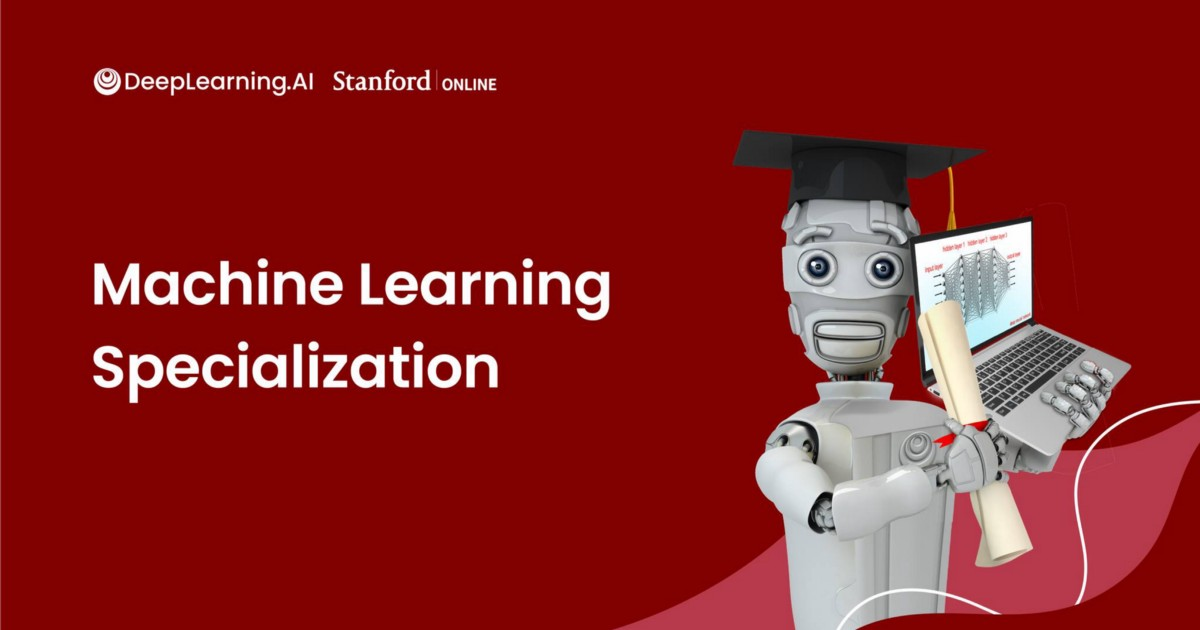 DeepLearning.AI Stanford | ONLINE
Machine Learning
Specialization
hidden layer 1 hidden layer 2 hidden layer 3
input layer
output layer